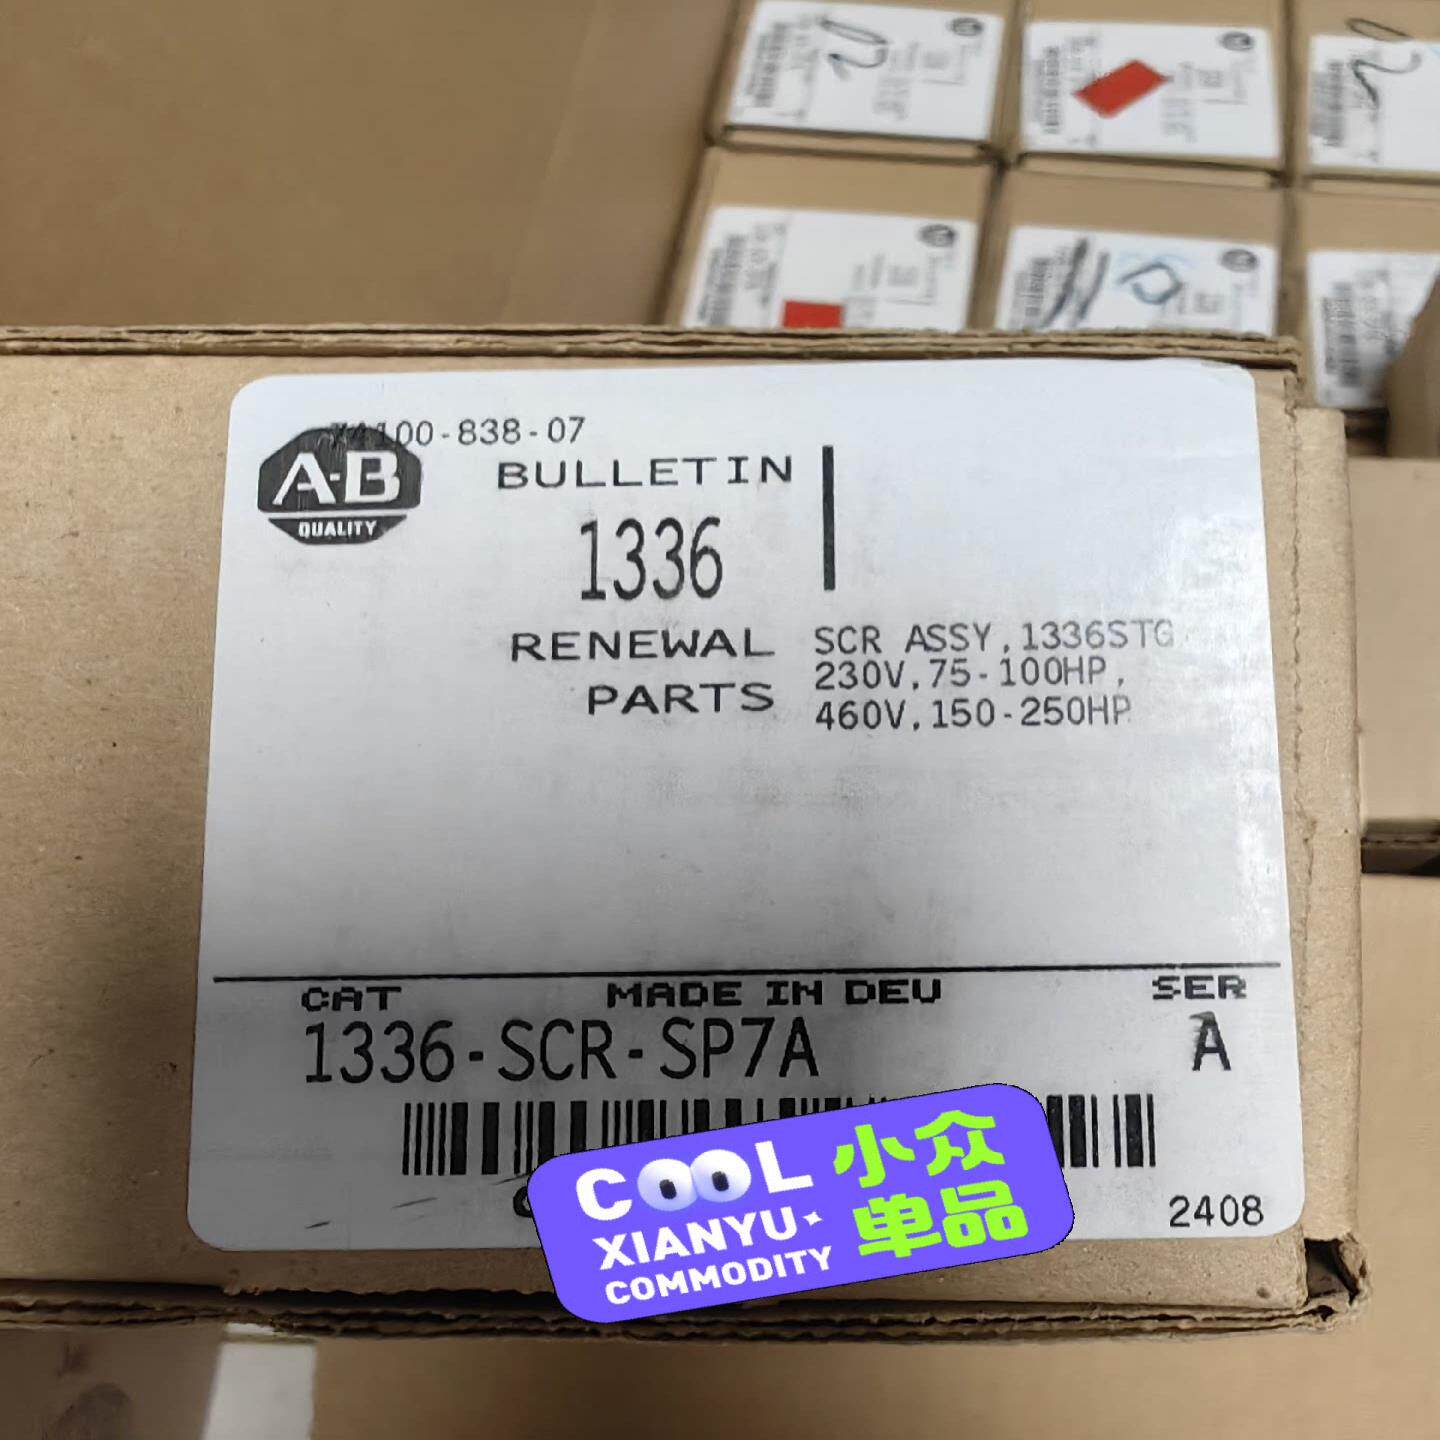 74100-838-07
A-B
QUALITY
BULLETIN
1336
RENEWAL
PARTS
SCR ASSY,1336STG
230V,75-100HP,
460V,150-250HP
CAT
MADE IN DEU
SER
1336-SCR-SP7A
A
2408
COOL
XIANYU
COMMODITY
小众
单品